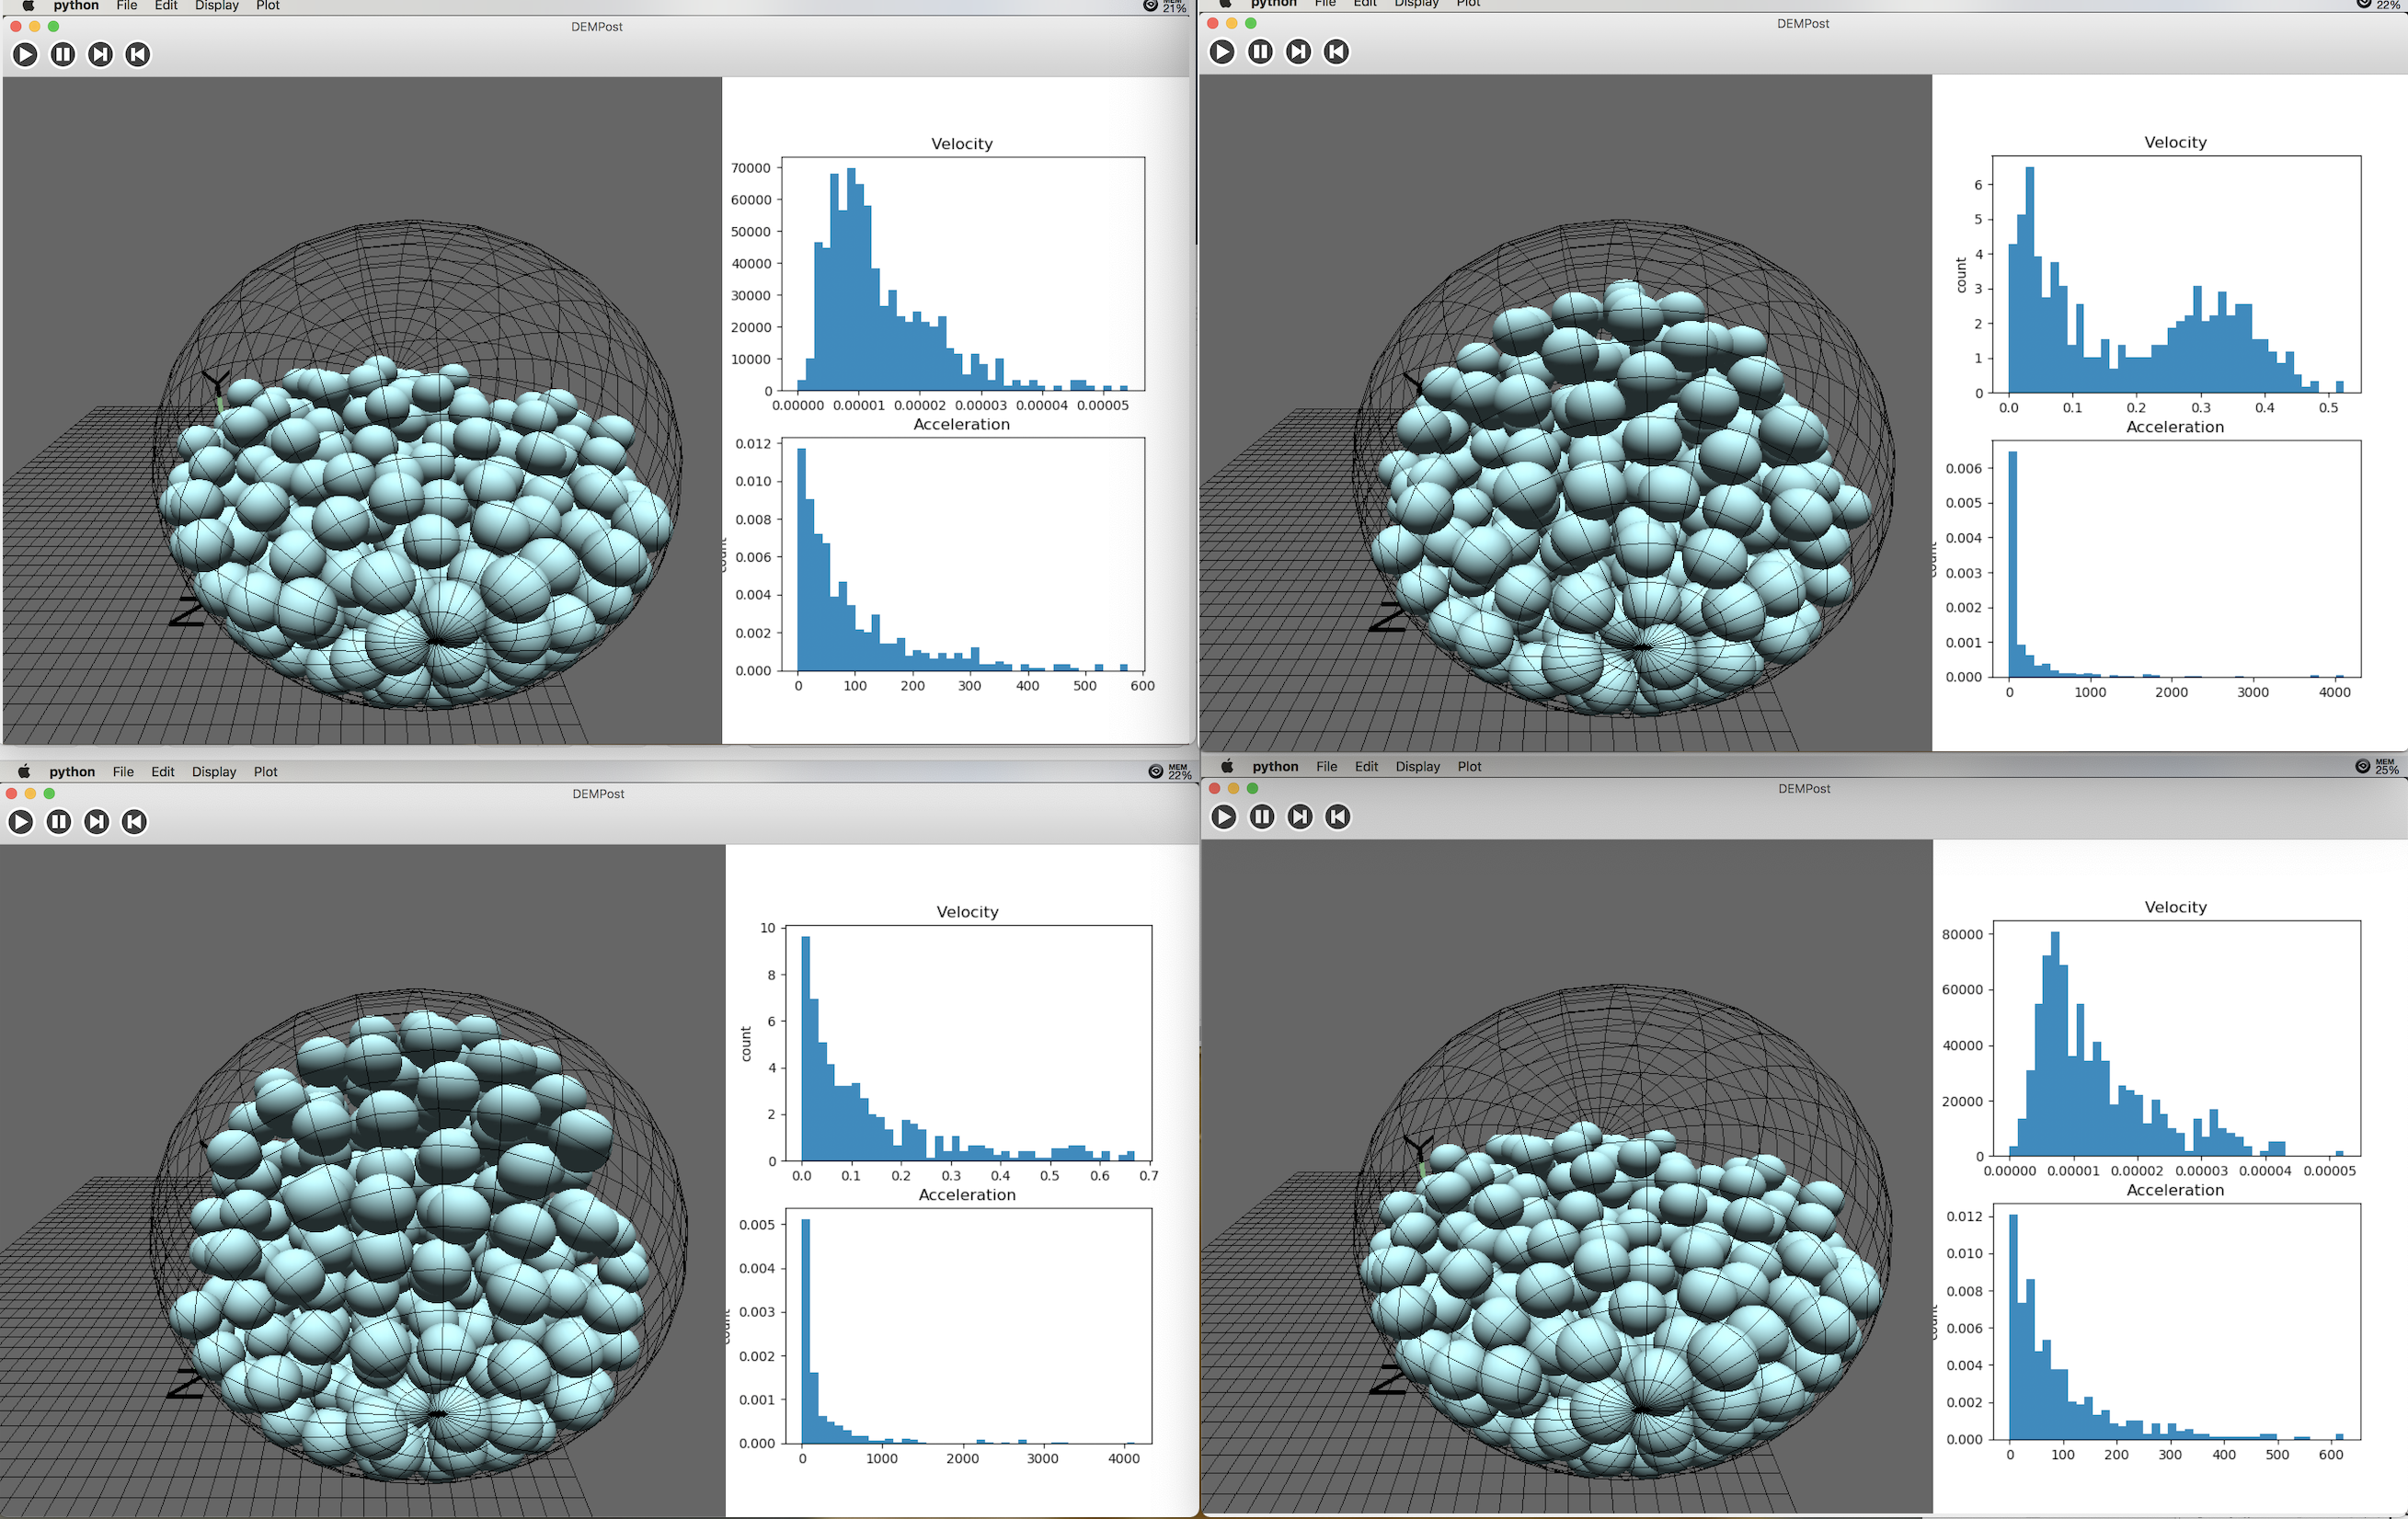 python File Edit Display Plot MEM 21%
DEMPost
Velocity
70000
60000
50000
40000
30000
20000
10000
0
0.00000 0.00001 0.00002 0.00003 0.00004 0.00005
Acceleration
0.012
0.010
0.008
0.006
0.004
0.002
0.000
0 100 200 300 400 500 600
Y
Z
python File Edit Display Plot 22%
DEMPost
Velocity
6
5
4
3
2
1
0
count
0.0 0.1 0.2 0.3 0.4 0.5
Acceleration
0.006
0.005
0.004
0.003
0.002
0.001
0.000
count
0 1000 2000 3000 4000
Z
python File Edit Display Plot MEM 22%
DEMPost
Velocity
10
8
6
4
2
0
count
0.0 0.1 0.2 0.3 0.4 0.5 0.6 0.7
Acceleration
0.005
0.004
0.003
0.002
0.001
0.000
count
0 1000 2000 3000 4000
Z
python File Edit Display Plot MEM 25%
DEMPost
Velocity
80000
60000
40000
20000
0
0.00000 0.00001 0.00002 0.00003 0.00004 0.00005
Acceleration
0.012
0.010
0.008
0.006
0.004
0.002
0.000
count
0 100 200 300 400 500 600
Y
Z